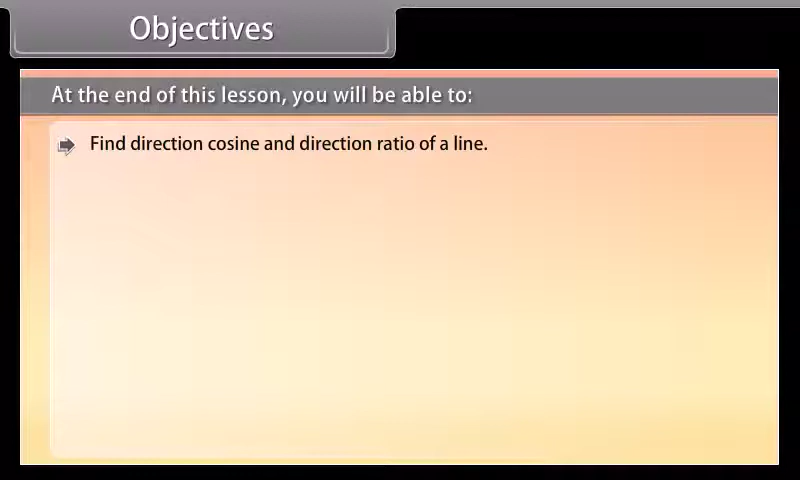 Objectives
At the end of this lesson, you will be able to:
Find direction cosine and direction ratio of a line.